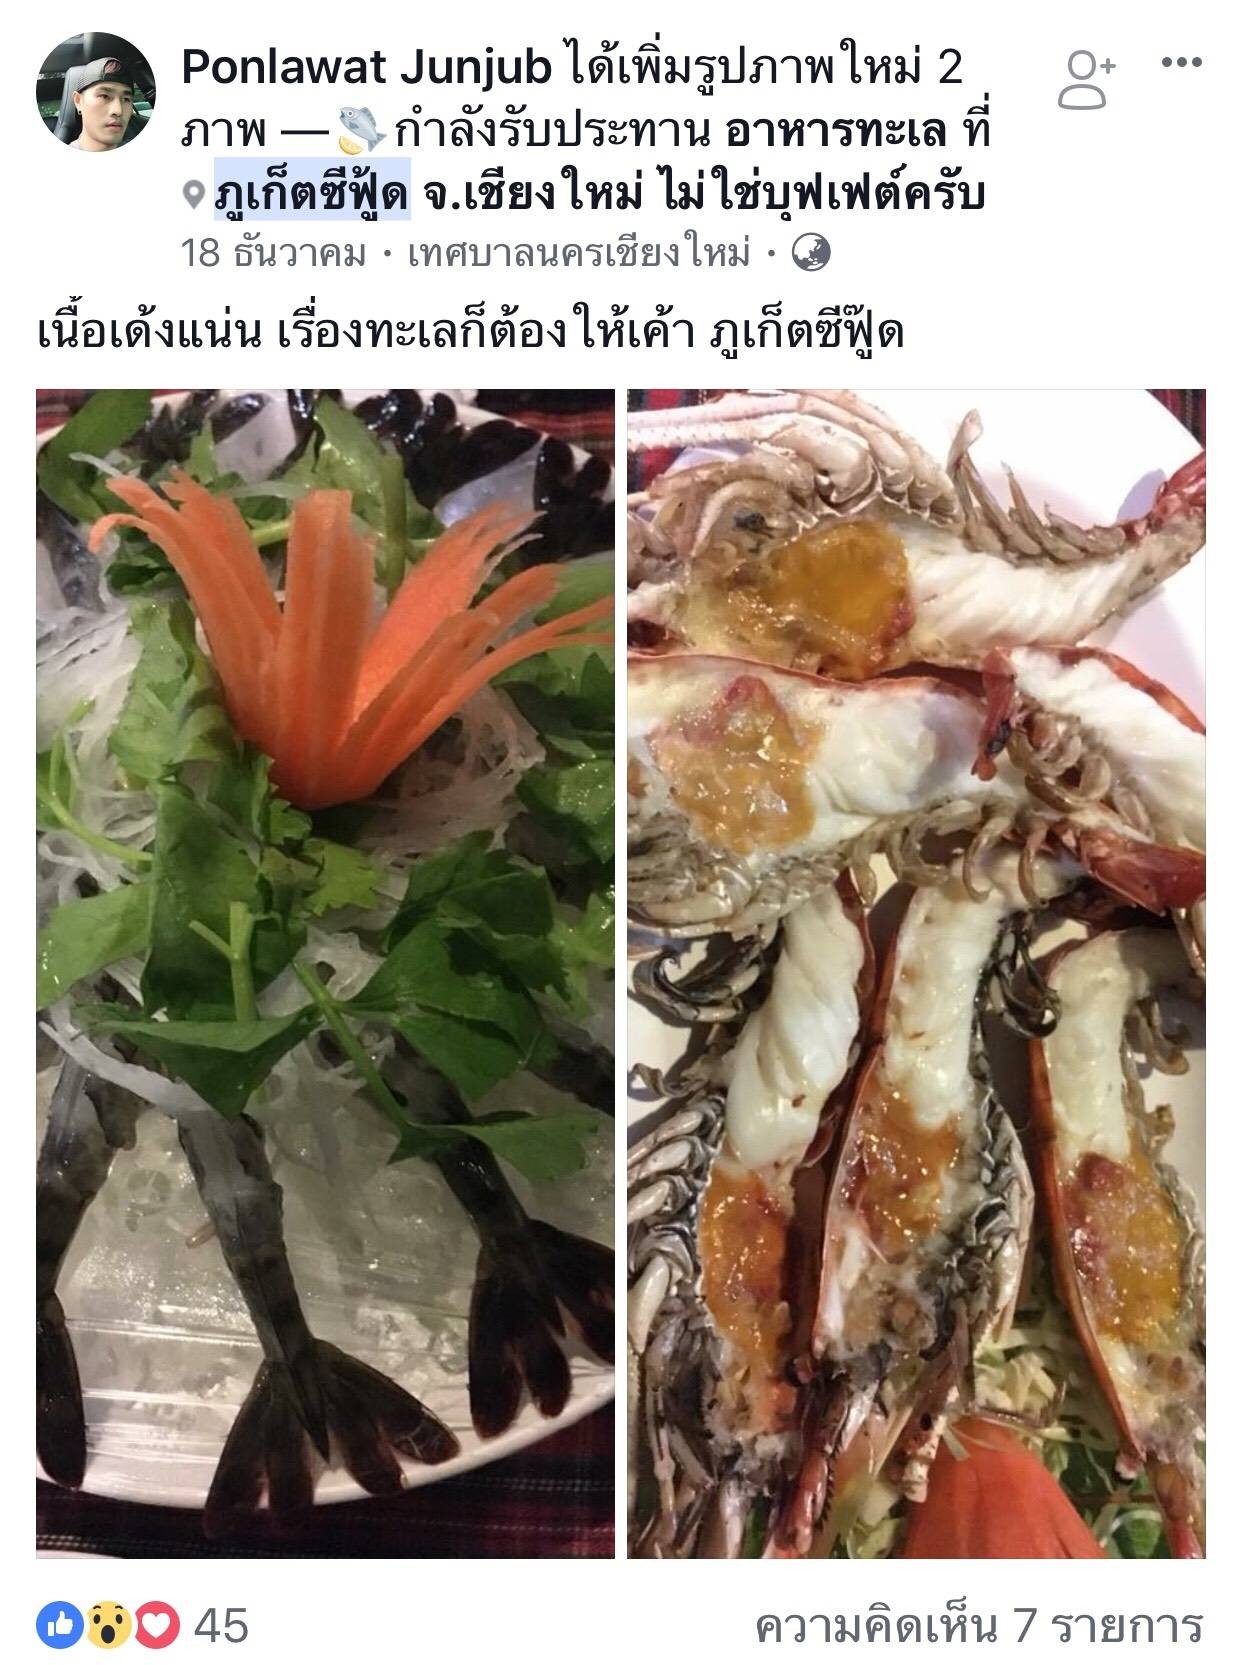 Ponlawat Junjub ได้เพิ่มรูปภาพใหม่ 2
ภาพ — กำลังรับประทาน อาหารทะเล ที่
ภูเก็ตซีฟู้ด จ.เชียงใหม่ ไม่ใช่บุฟเฟต์ครับ
18 ธันวาคม · เทศบาลนครเชียงใหม่ ·
เนื้อเด้งแน่น เรื่องทะเลก็ต้องให้เค้า ภูเก็ตซีฟู๊ด
45
ความคิดเห็น 7 รายการ